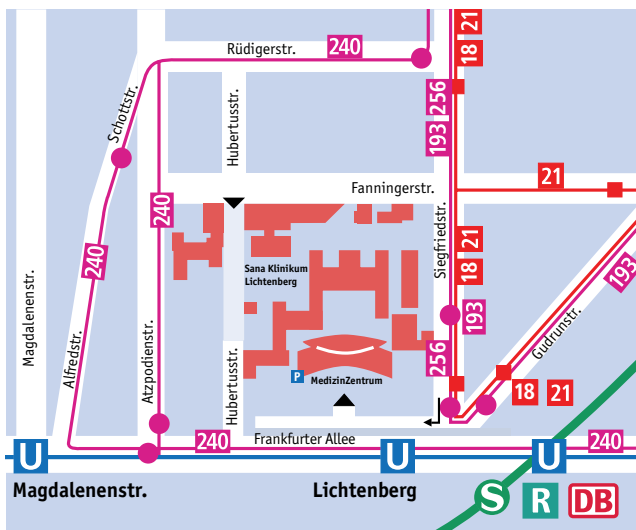 21
18
Rüdigerstr.
240
256
193
Schottstr.
Hubertusstr.
21
Fanningerstr.
240
240
Siegfriedstr.
21
18
193
Sana Klinikum
Lichtenberg
Magdalenenstr.
193
Gudrunstr.
Alfredstr.
Atzpodienstr.
Hubertusstr.
256
P
MedizinZentrum
18
21
240
Frankfurter Allee
240
U
U
U
Magdalenenstr.
Lichtenberg
S
R
DB